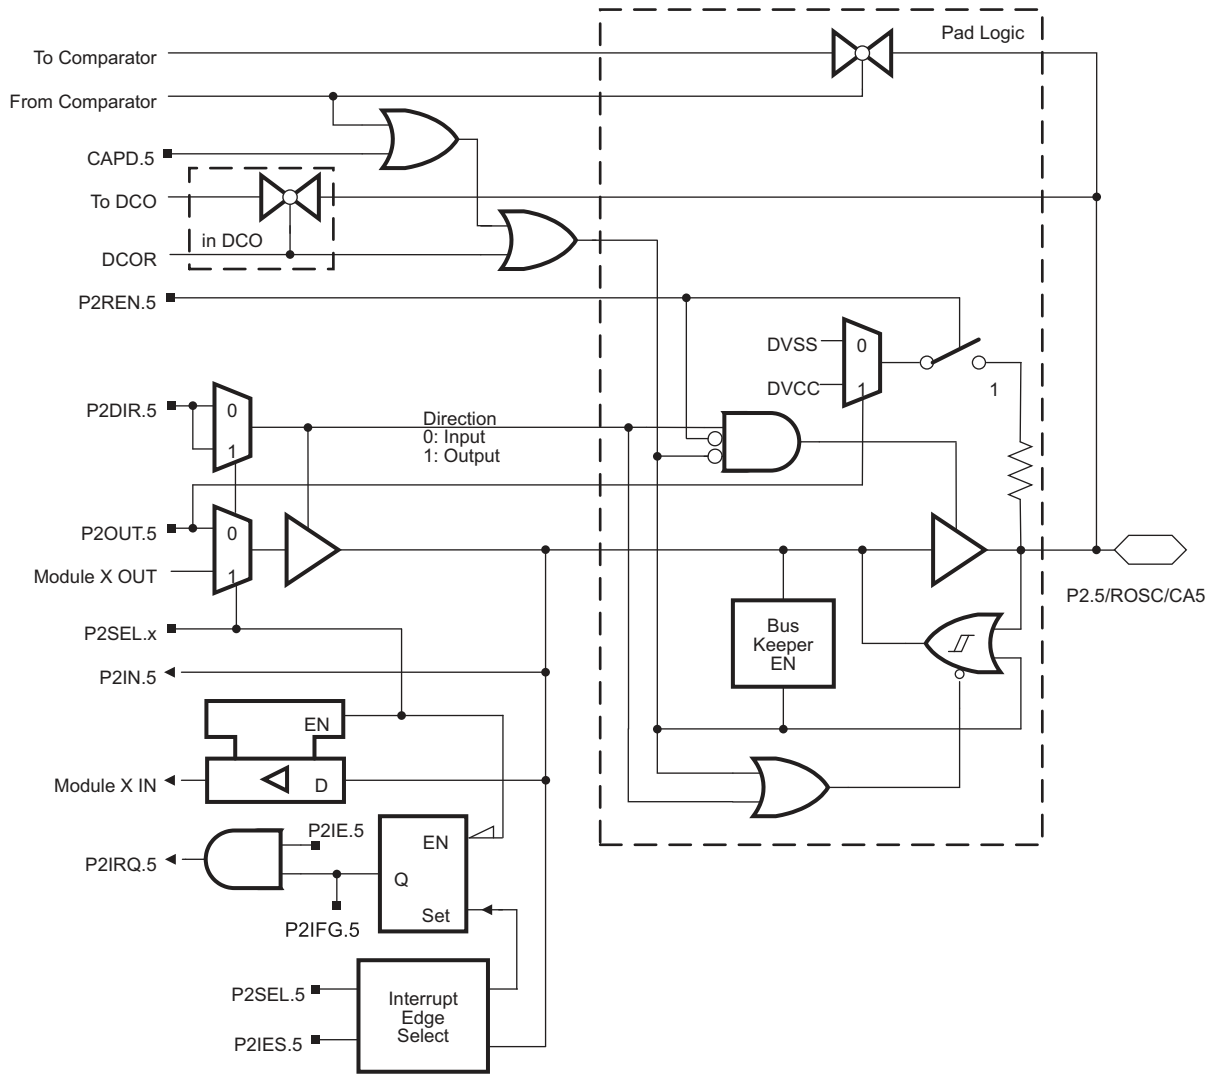 Pad Logic
To Comparator
From Comparator
CAPD.5
To DCO
in DCO
DCOR
P2REN.5
DVSS
0
DVCC
1
1
P2DIR.5
0
1
Direction
0: Input
1: Output
P2OUT.5
0
Module X OUT
1
P2.5/ROSC/CA5
P2SEL.x
Bus
Keeper
EN
P2IN.5
EN
Module X IN
D
P2IE.5
EN
P2IRQ.5
Q
Set
P2IFG.5
P2SEL.5
Interrupt
Edge
Select
P2IES.5